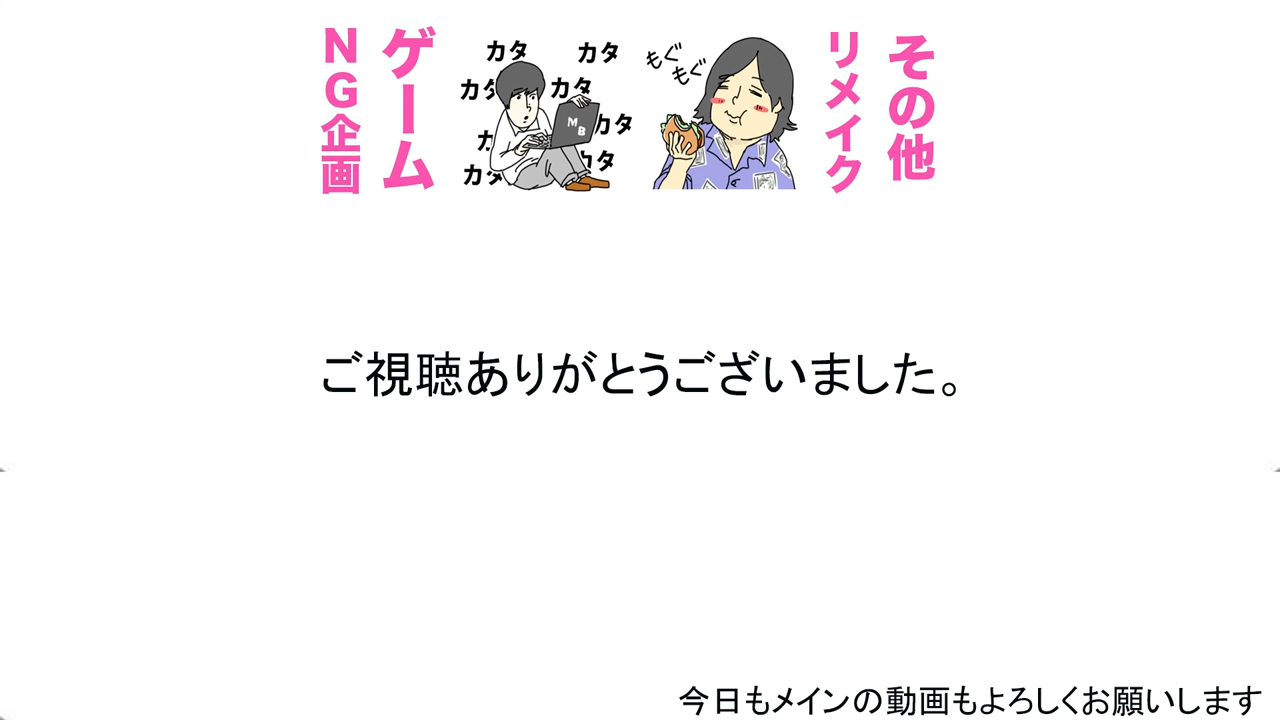 その他
リメイク
もぐ
もぐ
カタ
カタ
カタ
カタ
カタ
カ
カタ
カタ
MB
ゲーム
NG企画
ご視聴ありがとうございました。
今日もメインの動画もよろしくお願いします